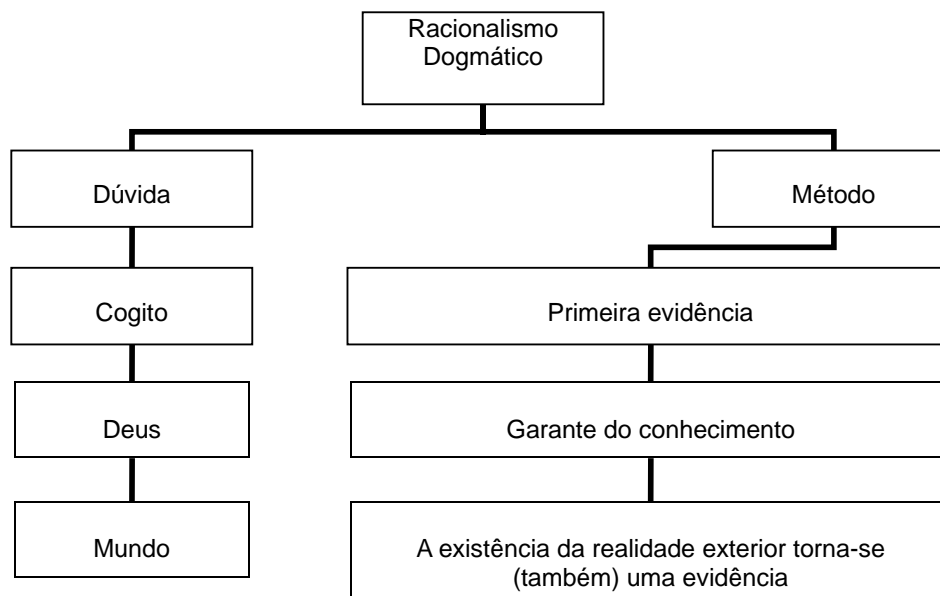 Racionalismo
Dogmático
Dúvida
Método
Cogito
Primeira evidência
Deus
Garante do conhecimento
Mundo
A existência da realidade exterior torna-se
(também) uma evidência